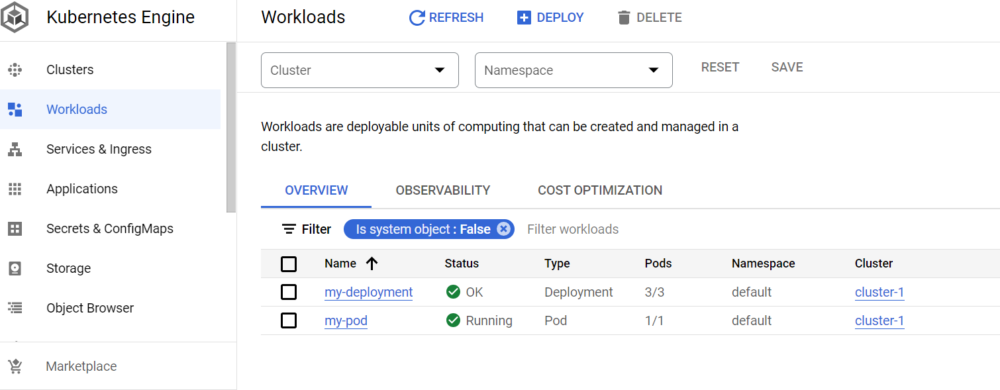 Kubernetes Engine
Clusters
Workloads
Services & Ingress
Applications
Secrets & ConfigMaps
Storage
Object Browser
Marketplace
Workloads REFRESH DEPLOY DELETE
Cluster Namespace RESET SAVE
Workloads are deployable units of computing that can be created and managed in a
cluster.
OVERVIEW OBSERVABILITY COST OPTIMIZATION
Filter Is system object : False Filter workloads
Name Status Type Pods Namespace Cluster
my-deployment OK Deployment 3/3 default cluster-1
my-pod Running Pod 1/1 default cluster-1